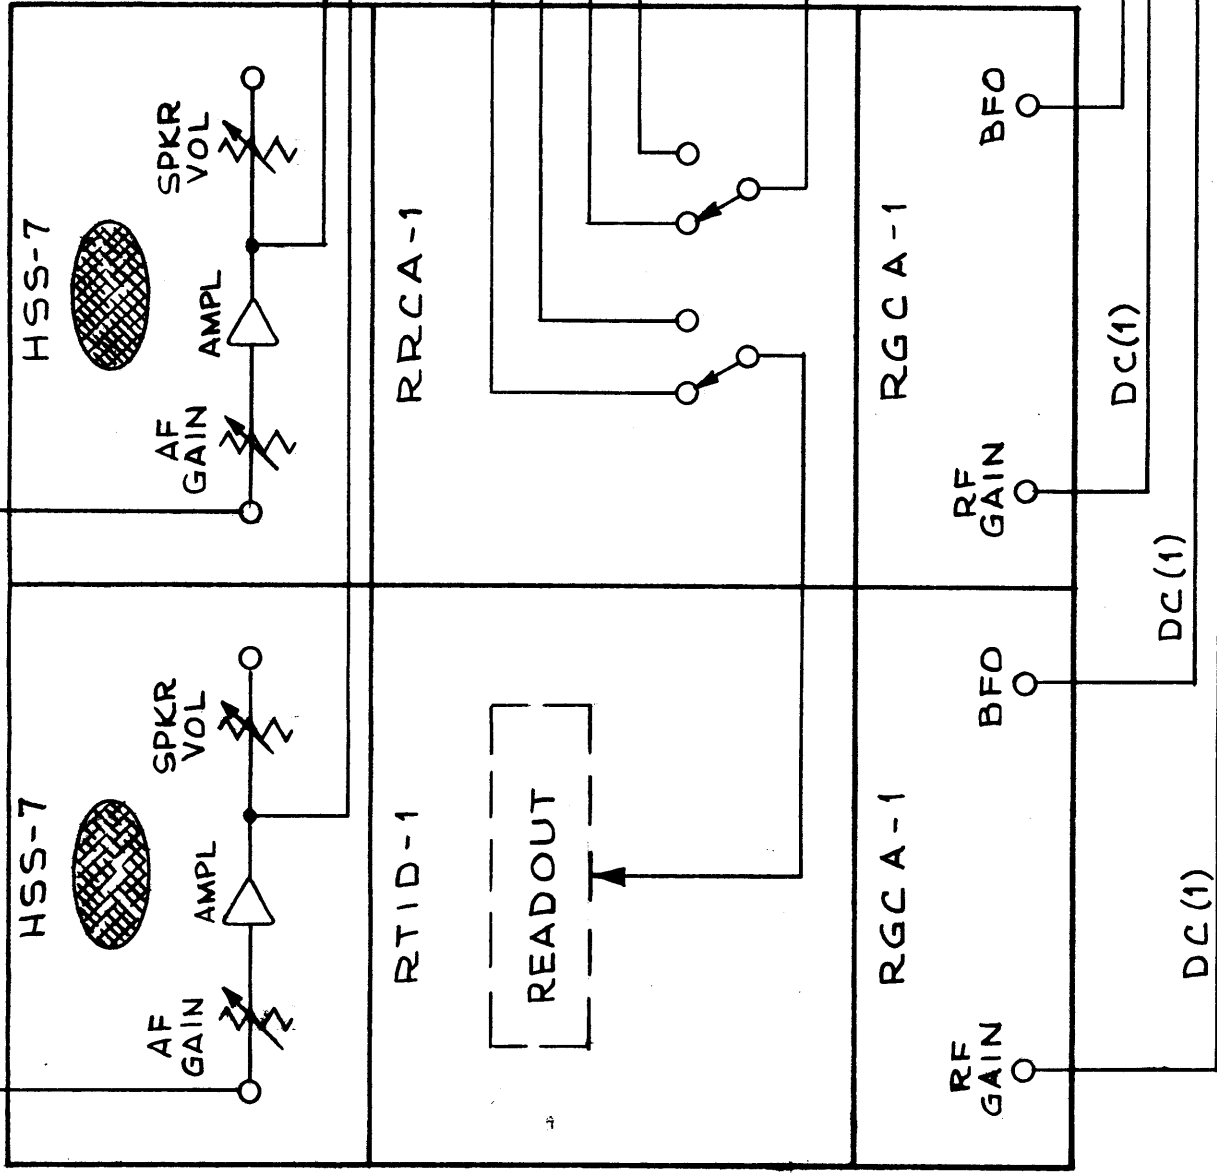 HSS-7
AF
GAIN
AMPL
SPKR
VOL
HSS-7
AF
GAIN
AMPL
SPKR
VOL
RTID-1
READOUT
RRCA-1
RGCA-1
RF
GAIN
BFO
RGCA-1
RF
GAIN
BFO
DC(1)
DC(1)
DC(1)